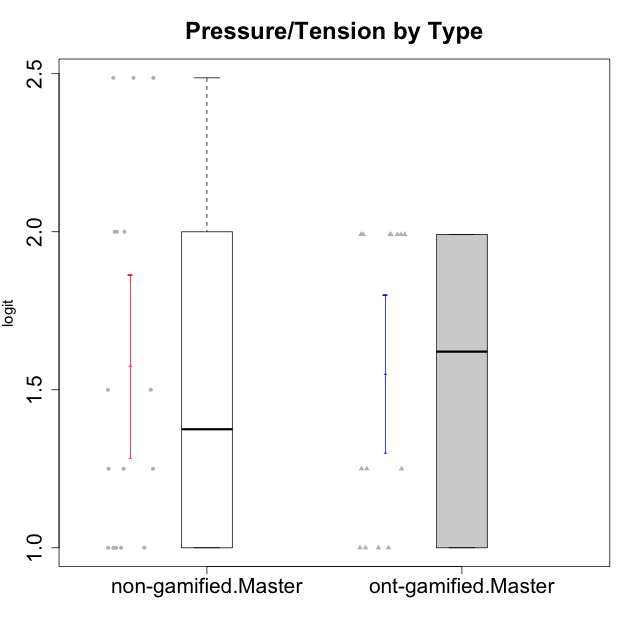 Pressure/Tension by Type
2.5
2.0
1.5
1.0
logit
non-gamified.Master
ont-gamified.Master